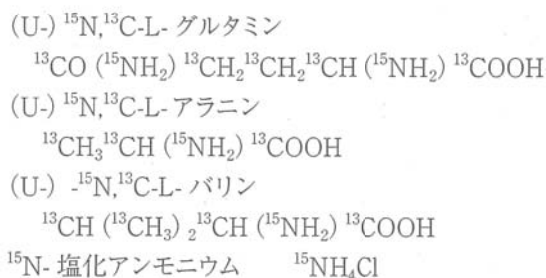 (U-) ¹⁵N,¹³C-L- グルタミン
¹³CO (¹⁵NH₂) ¹³CH₂¹³CH₂¹³CH (¹⁵NH₂) ¹³COOH
(U-) ¹⁵N,¹³C-L- アラニン
¹³CH₃¹³CH (¹⁵NH₂) ¹³COOH
(U-) -¹⁵N,¹³C-L- バリン
¹³CH (¹³CH₃) ₂¹³CH (¹⁵NH₂) ¹³COOH
¹⁵N- 塩化アンモニウム ¹⁵NH₄Cl